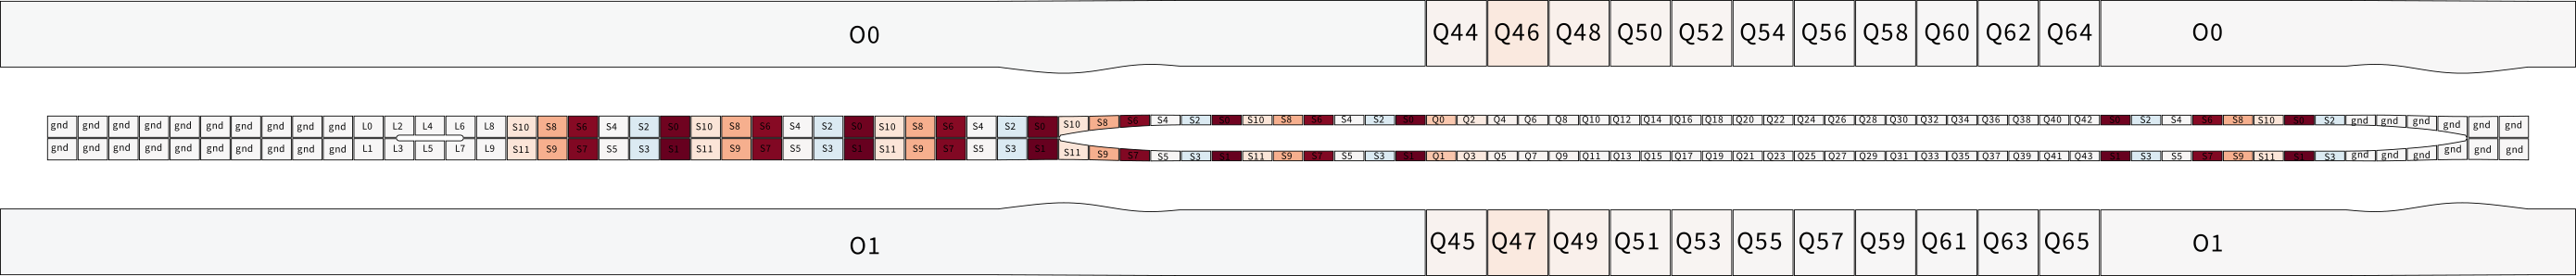 O0 Q44 Q46 Q48 Q50 Q52 Q54 Q56 Q58 Q60 Q62 Q64 O0
gnd gnd gnd gnd gnd gnd gnd gnd gnd gnd L0 L2 L4 L6 L8 S10 S8 S6 S4 S2 S0 S10 S8 S6 S4 S2 S0 S10 S8 S6 S4 S2 S0 S10 S8 S6 S4 S2 S0 S10 S8 S6 S4 S2 S0 Q0 Q2 Q4 Q6 Q8 Q10 Q12 Q14 Q16 Q18 Q20 Q22 Q24 Q26 Q28 Q30 Q32 Q34 Q36 Q38 Q40 Q42 S0 S2 S4 S6 S8 S10 S0 S2 gnd gnd gnd gnd gnd gnd
gnd gnd gnd gnd gnd gnd gnd gnd gnd gnd L1 L3 L5 L7 L9 S11 S9 S7 S5 S3 S1 S11 S9 S7 S5 S3 S1 S11 S9 S7 S5 S3 S1 S11 S9 S7 S5 S3 S1 S11 S9 S7 S5 S3 S1 Q1 Q3 Q5 Q7 Q9 Q11 Q13 Q15 Q17 Q19 Q21 Q23 Q25 Q27 Q29 Q31 Q33 Q35 Q37 Q39 Q41 Q43 S1 S3 S5 S7 S9 S11 S1 S3 gnd gnd gnd gnd gnd gnd
O1 Q45 Q47 Q49 Q51 Q53 Q55 Q57 Q59 Q61 Q63 Q65 O1